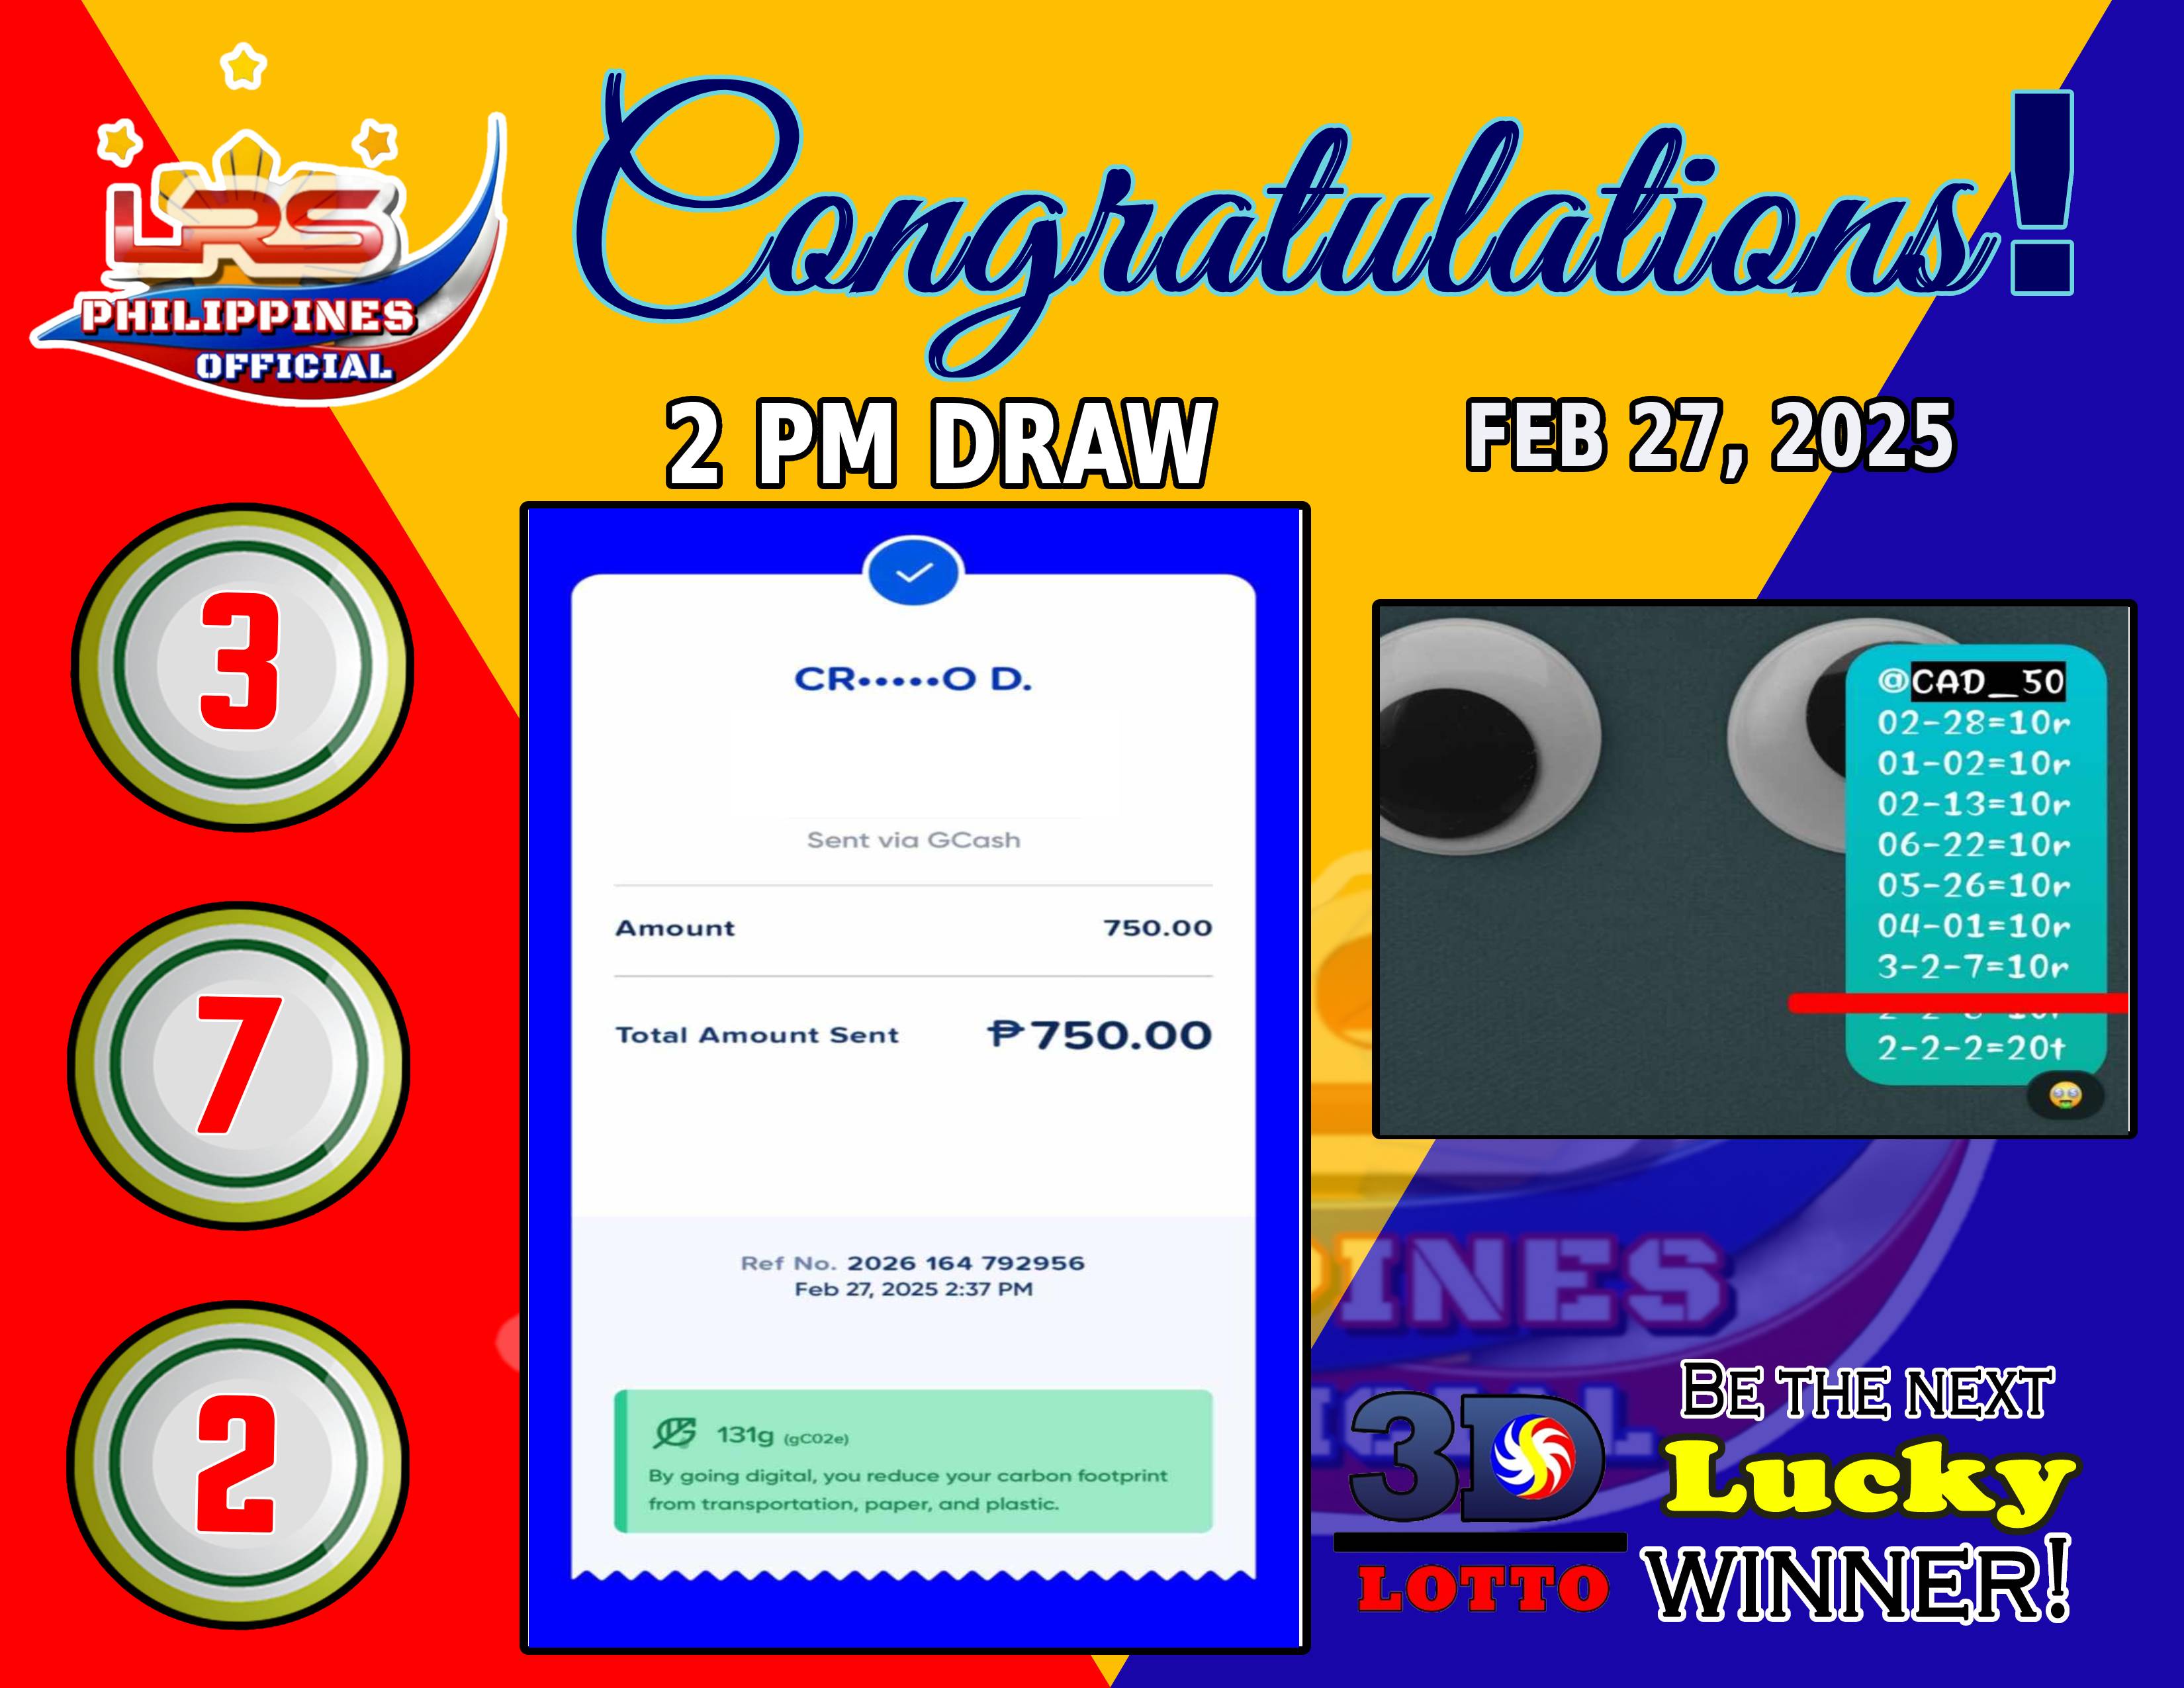 LRS
PHILIPPINES
OFFICIAL
Congratulations!
2 PM DRAW
FEB 27, 2025
3
7
2
CR•••••O D.
Sent via GCash
Amount 750.00
Total Amount Sent ₱750.00
Ref No. 2026 164 792956
Feb 27, 2025 2:37 PM
131g (gCO2e)
By going digital, you reduce your carbon footprint
from transportation, paper, and plastic.
@CAD_50
02-28=10r
01-02=10r
02-13=10r
06-22=10r
05-26=10r
04-01=10r
3-2-7=10r
2-2-2=20t
PINES
3D
LOTTO
BE THE NEXT
Lucky
WINNER!